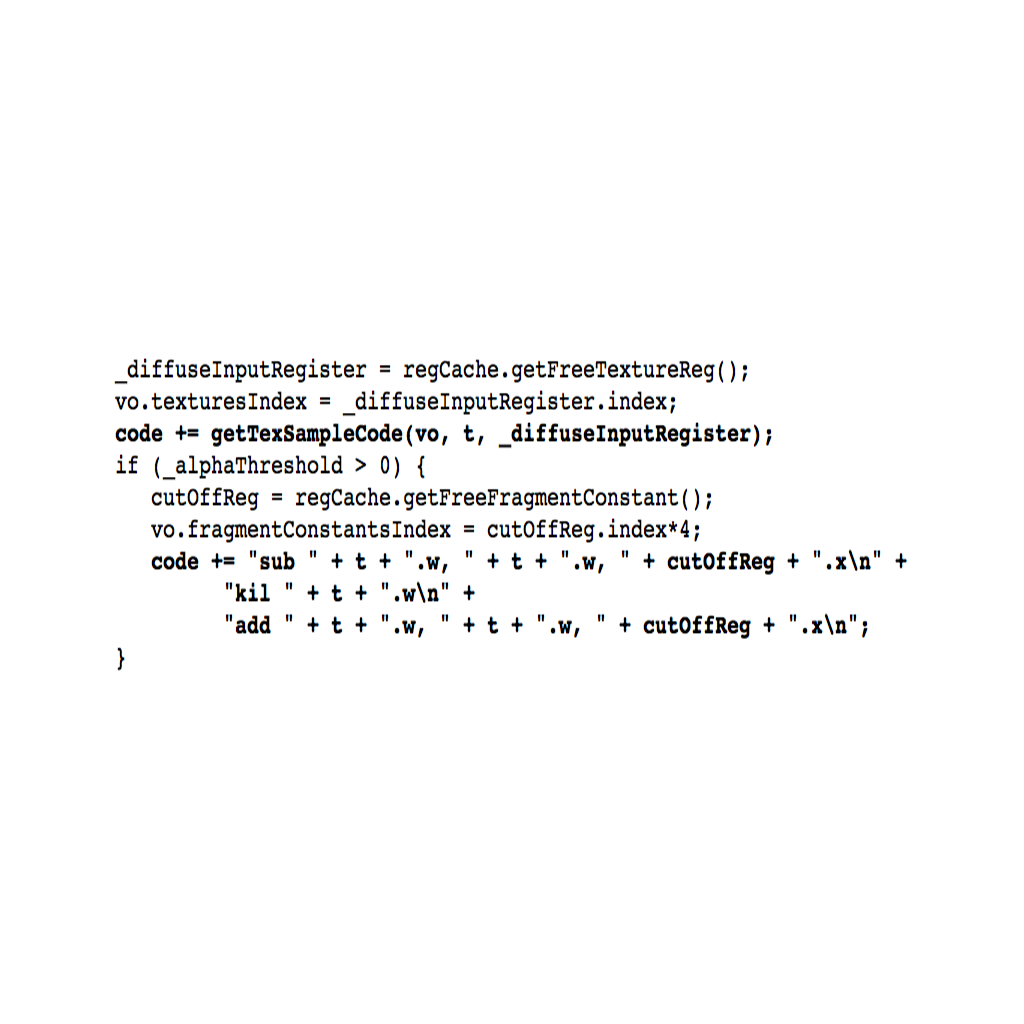 _diffuseInputRegister = regCache.getFreeTextureReg();
vo.texturesIndex = _diffuseInputRegister.index;
code += getTexSampleCode(vo, t, _diffuseInputRegister);
if (_alphaThreshold > 0) {
   cutOffReg = regCache.getFreeFragmentConstant();
   vo.fragmentConstantsIndex = cutOffReg.index*4;
   code += "sub " + t + ".w, " + t + ".w, " + cutOffReg + ".x\n" +
         "kil " + t + ".w\n" +
         "add " + t + ".w, " + t + ".w, " + cutOffReg + ".x\n";
}